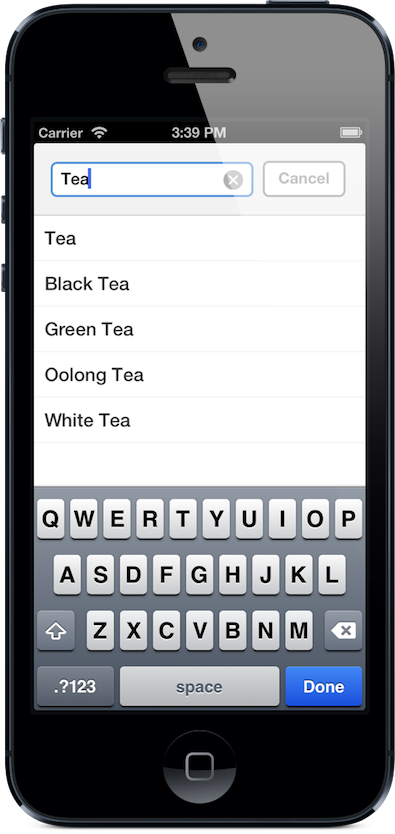 Carrier 3:39 PM
Tea Cancel
Tea
Black Tea
Green Tea
Oolong Tea
White Tea
Q W E R T Y U I O P
A S D F G H J K L
Z X C V B N M
.?123 space Done